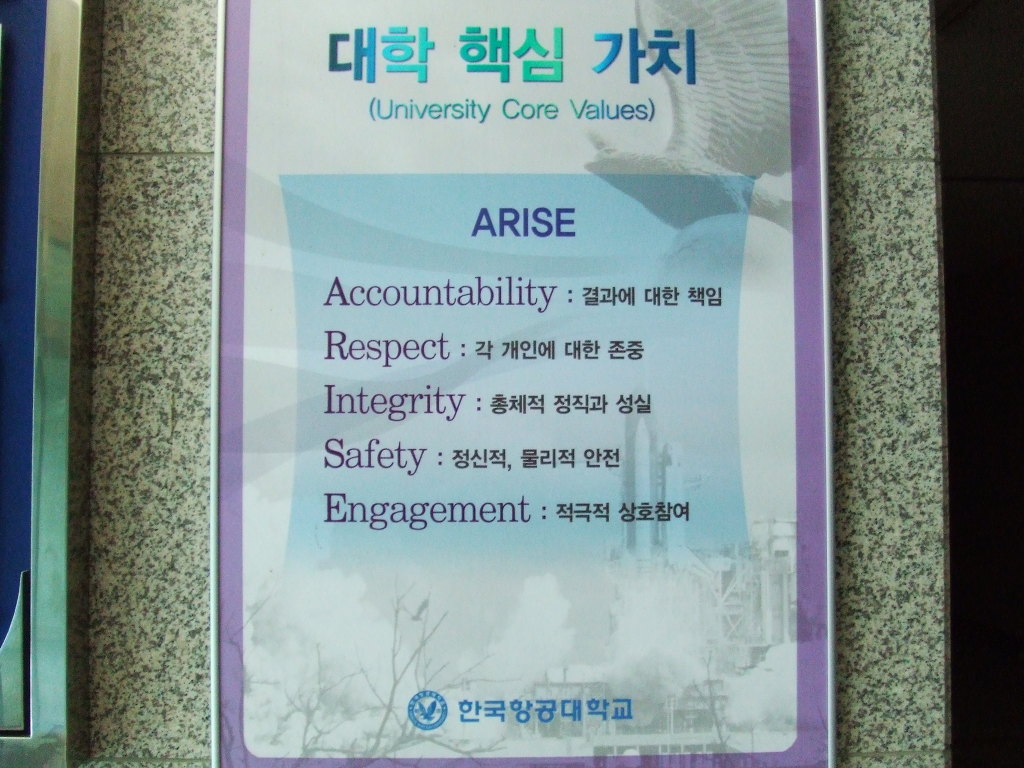 대학 핵심 가치
(University Core Values)
ARISE
Accountability : 결과에 대한 책임
Respect : 각 개인에 대한 존중
Integrity : 총체적 정직과 성실
Safety : 정신적, 물리적 안전
Engagement : 적극적 상호참여
한국항공대학교